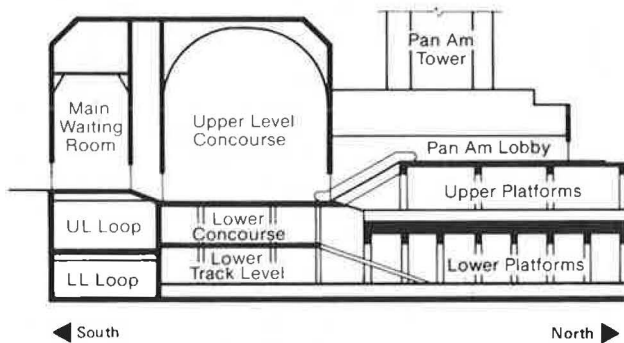 Pan Am
Tower
Main
Waiting
Room
Upper Level
Concourse
Pan Am Lobby
Upper Platforms
UL Loop
Lower
Concourse
Lower
Track Level
Lower Platforms
LL Loop
South
North